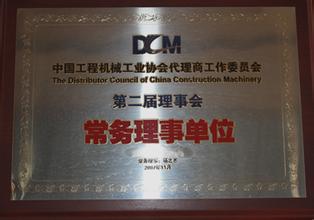 DCCM
中国工程机械工业协会代理商工作委员会
The Distributor Council of China Construction Machinery
第二届理事会
常务理事单位